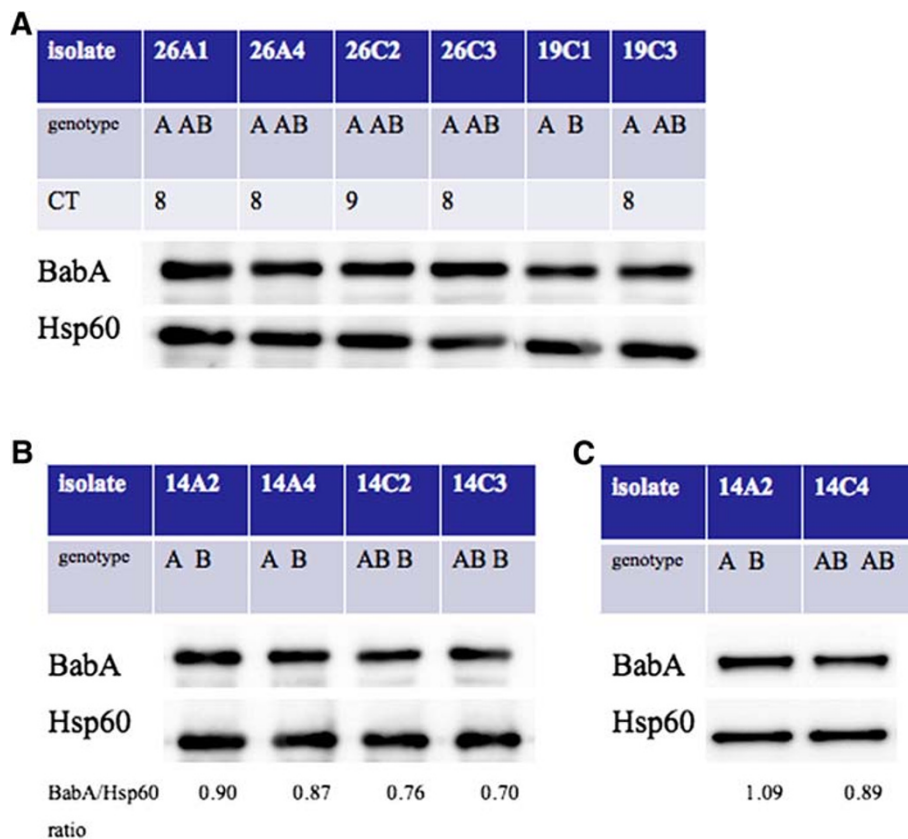 A
isolate 26A1 26A4 26C2 26C3 19C1 19C3
genotype A AB A AB A AB A AB A B A AB
CT 8 8 9 8 8
BabA
Hsp60
B
isolate 14A2 14A4 14C2 14C3
genotype A B A B AB B AB B
BabA
Hsp60
BabA/Hsp60 0.90 0.87 0.76 0.70
ratio
C
isolate 14A2 14C4
genotype A B AB AB
BabA
Hsp60
1.09 0.89